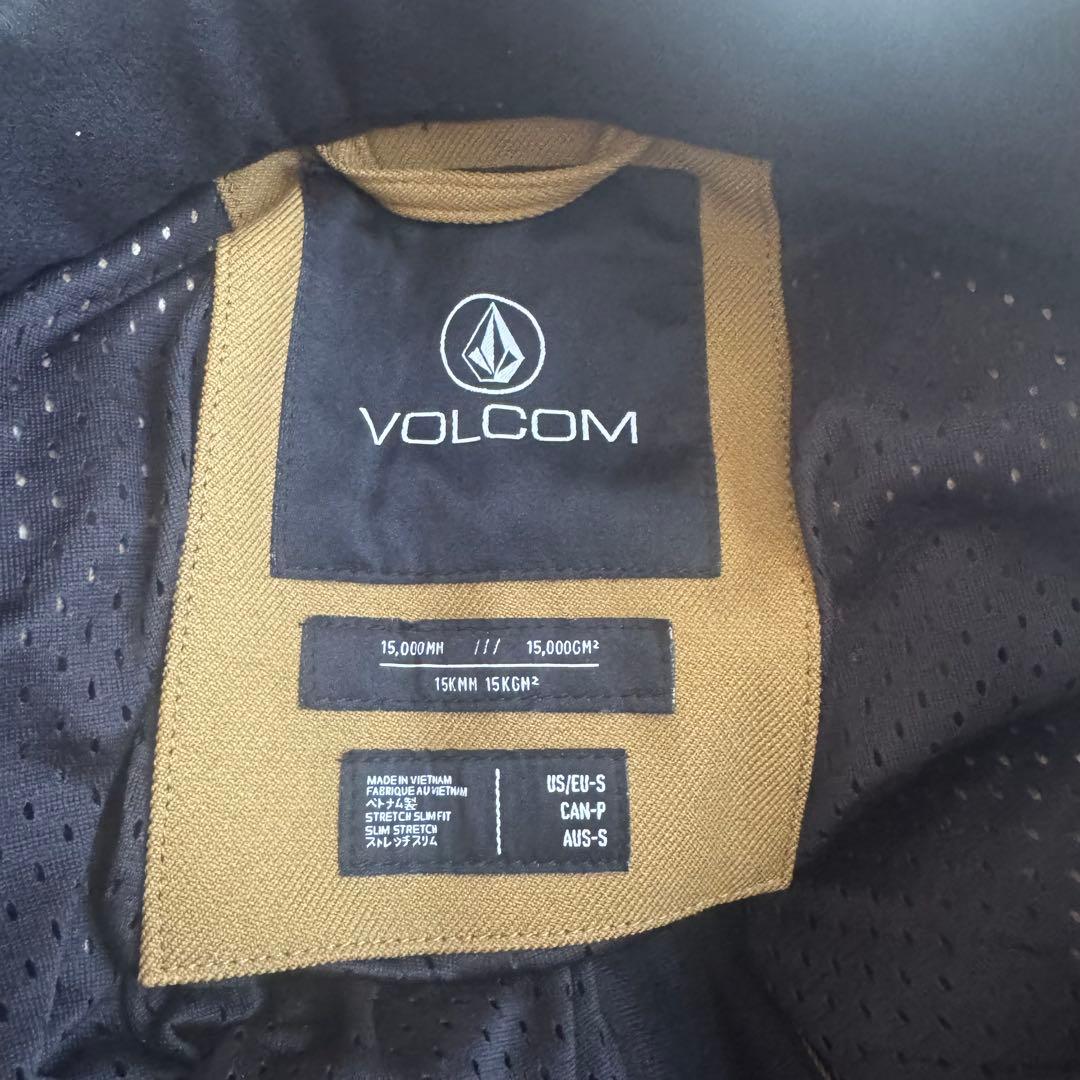 VOLCOM
15,000MM /// 15,000GM²
15KMM 15KGM²
MADE IN VIETNAM
FABRIQUE AU VIETNAM
ベトナム製
STRETCH SLIM FIT
SLIM STRETCH
ストレッチスリム
US/EU-S
CAN-P
AUS-S